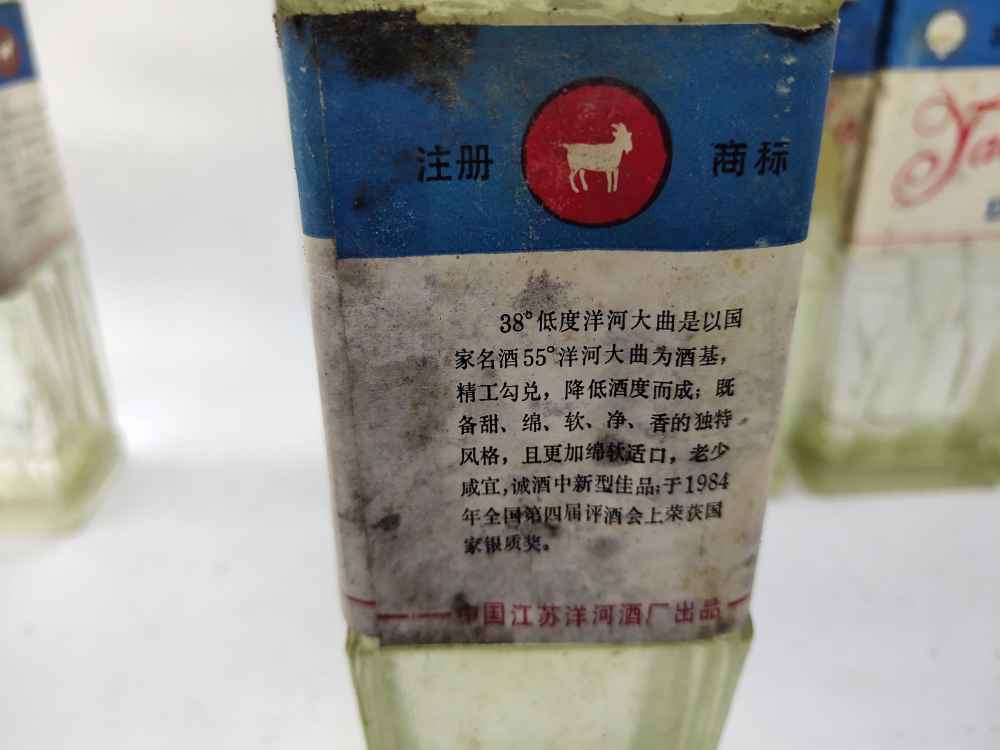 注册 商标
38°低度洋河大曲是以国
家名酒55°洋河大曲为酒基,
精工勾兑，降低酒度而成；既
备甜、绵、软、净、香的独特
风格，且更加绵软适口，老少
咸宜,诚酒中新型佳品;于1984
年全国第四届评酒会上荣获国
家银质奖。
中国江苏洋河酒厂出品